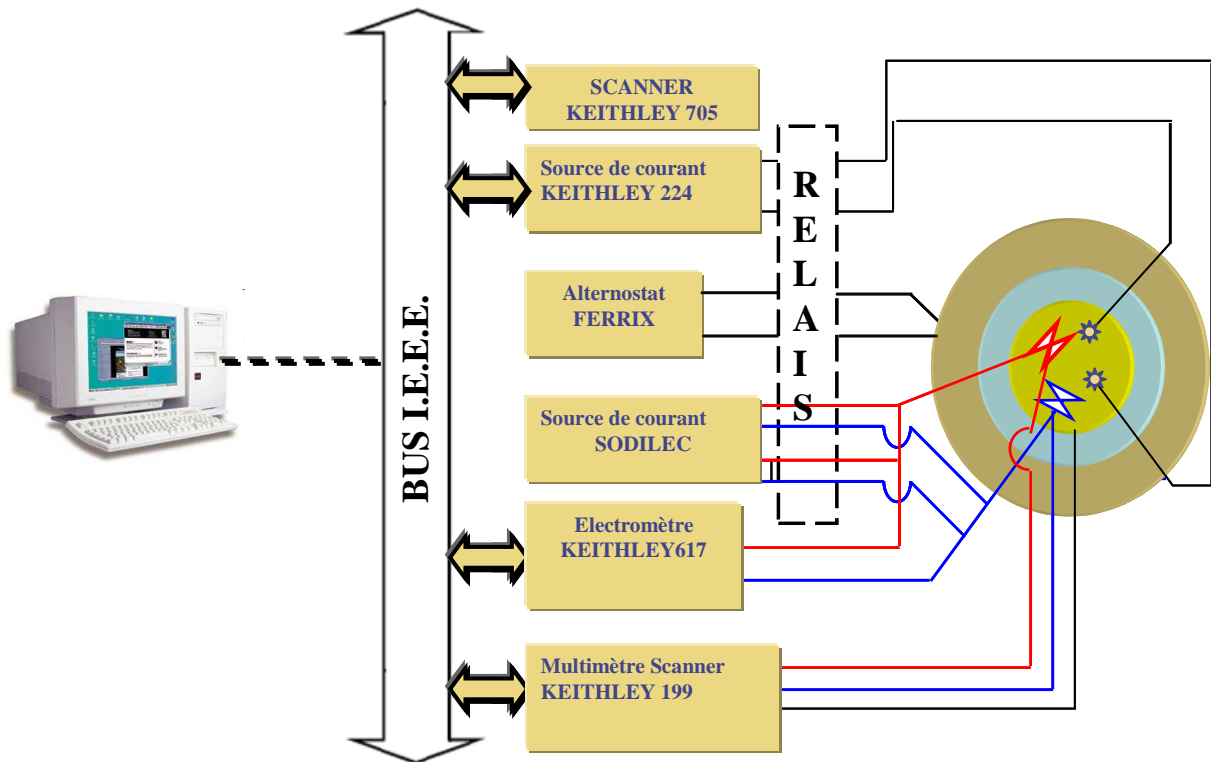 SCANNER
KEITHLEY 705
Source de courant
KEITHLEY 224
Alternostat
FERRIX
Source de courant
SODILEC
Electromètre
KEITHLEY617
Multimètre Scanner
KEITHLEY 199
BUS I.E.E.E.
RELAIS